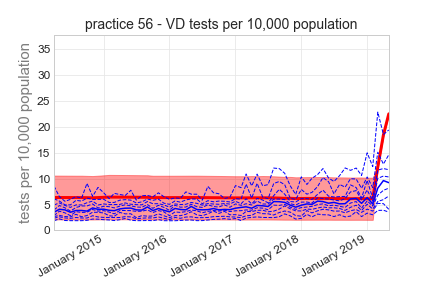 practice 56 - VD tests per 10,000 population
tests per 10,000 population
35
30
25
20
15
10
5
0
January 2015
January 2016
January 2017
January 2018
January 2019